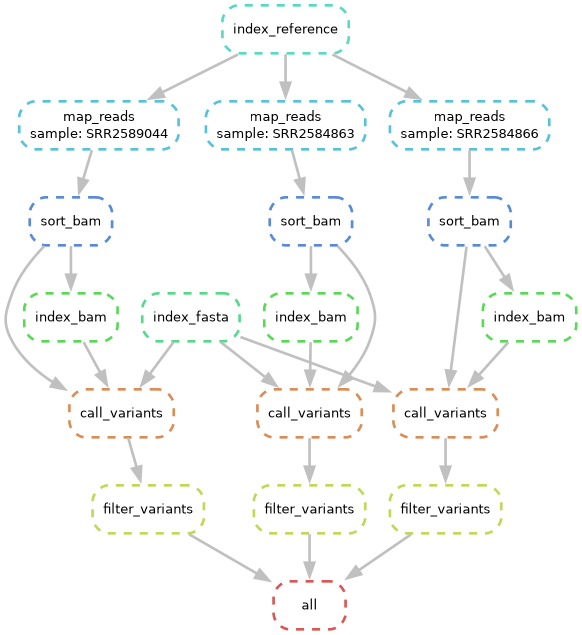 index_reference
map_reads
sample: SRR2589044
map_reads
sample: SRR2584863
map_reads
sample: SRR2584866
sort_bam
sort_bam
sort_bam
index_bam
index_fasta
index_bam
index_bam
call_variants
call_variants
call_variants
filter_variants
filter_variants
filter_variants
all